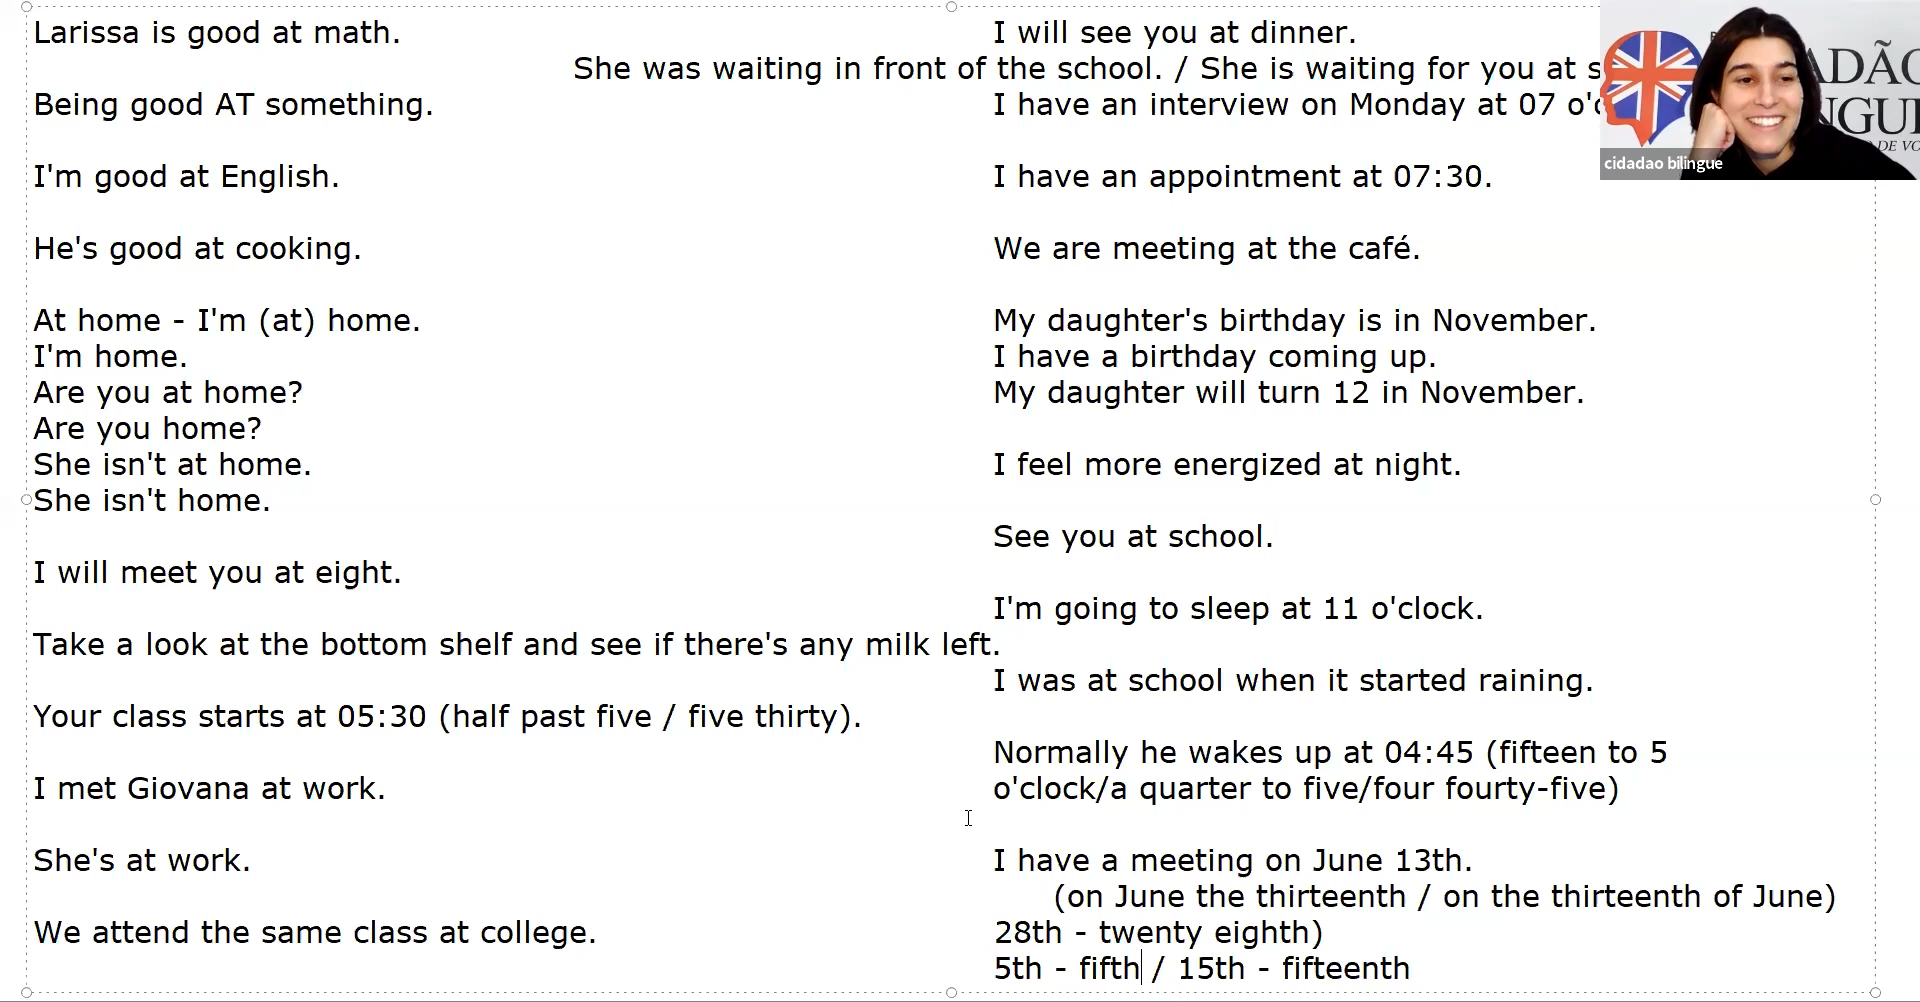 Larissa is good at math.
Being good AT something.
I'm good at English.
He's good at cooking.
At home - I'm (at) home.
I'm home.
Are you at home?
Are you home?
She isn't at home.
She isn't home.
I will meet you at eight.
Take a look at the bottom shelf and see if there's any milk left.
Your class starts at 05:30 (half past five / five thirty).
I met Giovana at work.
She's at work.
We attend the same class at college.
I will see you at dinner.
She was waiting in front of the school. / She is waiting for you at
I have an interview on Monday at 07
I have an appointment at 07:30.
We are meeting at the café.
My daughter's birthday is in November.
I have a birthday coming up.
My daughter will turn 12 in November.
I feel more energized at night.
See you at school.
I'm going to sleep at 11 o'clock.
I was at school when it started raining.
Normally he wakes up at 04:45 (fifteen to 5
o'clock/a quarter to five/four fourty-five)
I have a meeting on June 13th.
(on June the thirteenth / on the thirteenth of June)
28th - twenty eighth)
5th - fifth / 15th - fifteenth
cidadao bilingue